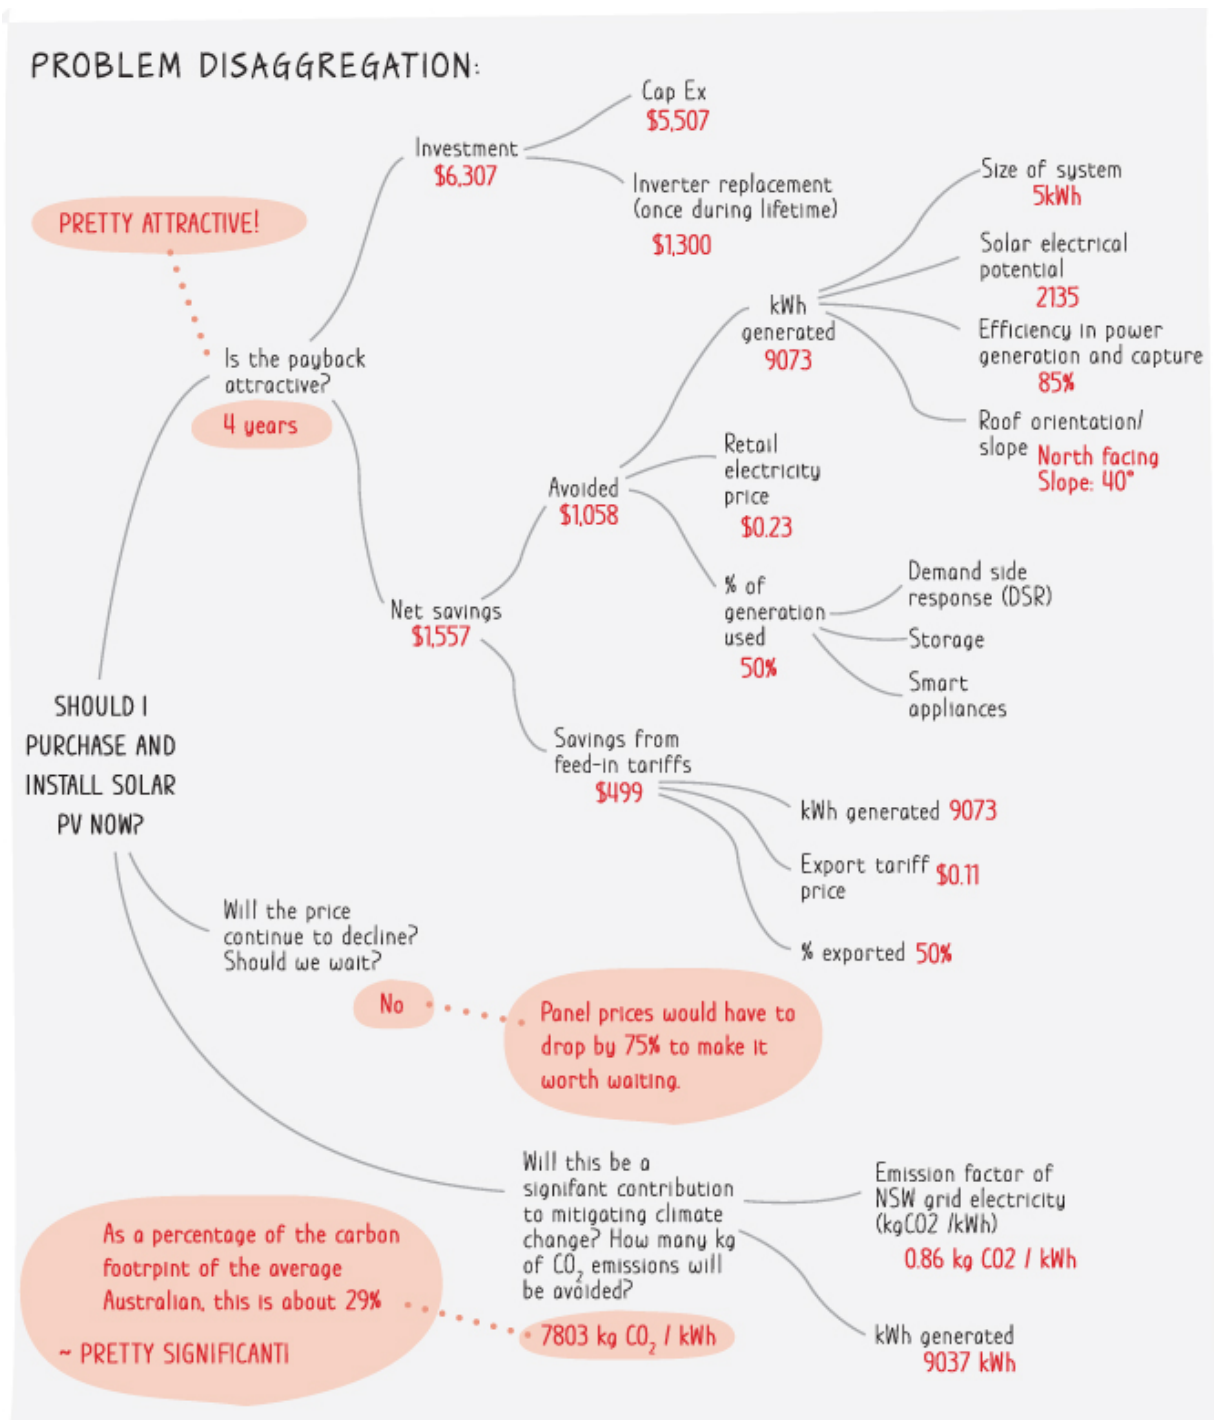 PROBLEM DISAGGREGATION:
Cap Ex
$5,507
Investment
$6,307
Inverter replacement
(once during lifetime)
$1,300
Size of system
5kWh
PRETTY ATTRACTIVE!
Solar electrical
potential
2135
kWh
generated
9073
Efficiency in power
generation and capture
85%
Is the payback
attractive?
4 years
Roof orientation/
slope
North facing
Slope: 40°
Retail
electricity
price
$0.23
Avoided
$1,058
% of
generation
used
50%
Demand side
response (DSR)
Storage
Smart
appliances
Net savings
$1,557
SHOULD I
PURCHASE AND
INSTALL SOLAR
PV NOW?
Savings from
feed-in tariffs
$499
kWh generated 9073
Export tariff
price
$0.11
% exported 50%
Will the price
continue to decline?
Should we wait?
No
Panel prices would have to
drop by 75% to make it
worth waiting.
Will this be a
signifant contribution
to mitigating climate
change? How many kg
of CO₂ emissions will
be avoided?
7803 kg CO₂ / kWh
Emission factor of
NSW grid electricity
(kgCO2 /kWh)
0.86 kg CO2 / kWh
kWh generated
9037 kWh
As a percentage of the carbon
footrpint of the average
Australian, this is about 29%
~ PRETTY SIGNIFICANT!